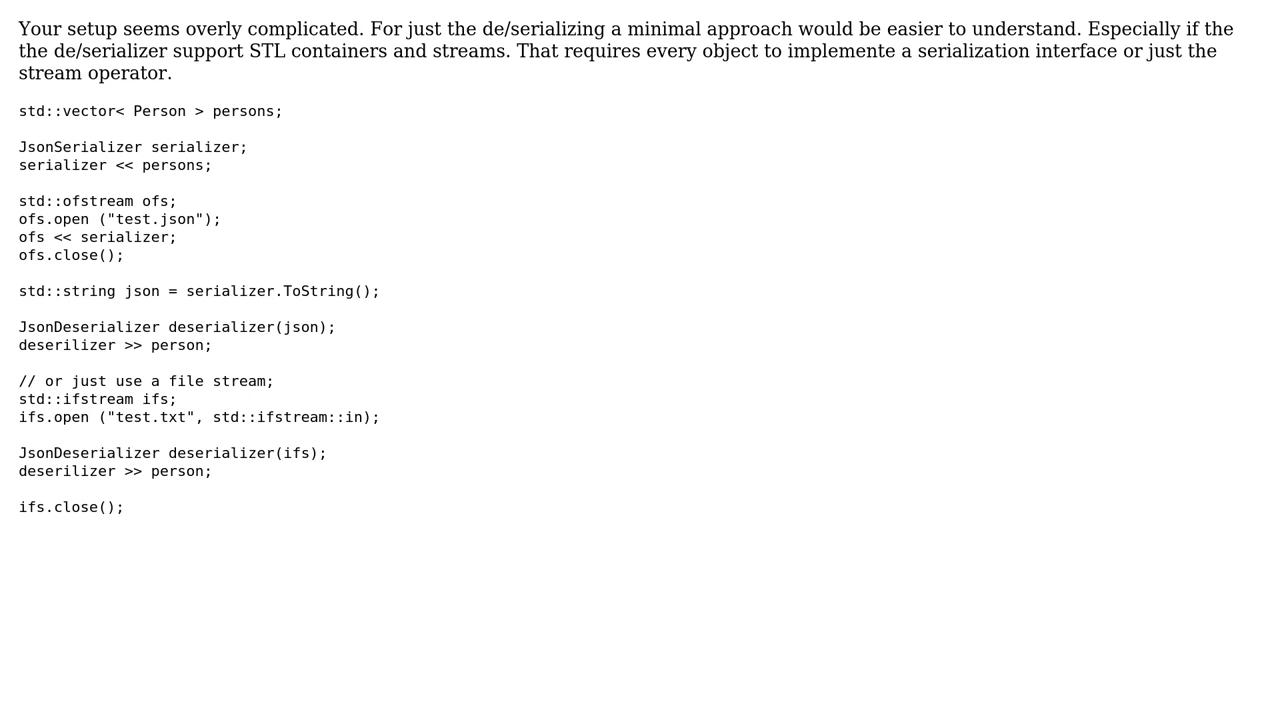 Your setup seems overly complicated. For just the de/serializing a minimal approach would be easier to understand. Especially if the
the de/serializer support STL containers and streams. That requires every object to implemente a serialization interface or just the
stream operator.
std::vector< Person > persons;
JsonSerializer serializer;
serializer << persons;
std::ofstream ofs;
ofs.open ("test.json");
ofs << serializer;
ofs.close();
std::string json = serializer.ToString();
JsonDeserializer deserializer(json);
deserilizer >> person;
// or just use a file stream;
std::ifstream ifs;
ifs.open ("test.txt", std::ifstream::in);
JsonDeserializer deserializer(ifs);
deserilizer >> person;
ifs.close();